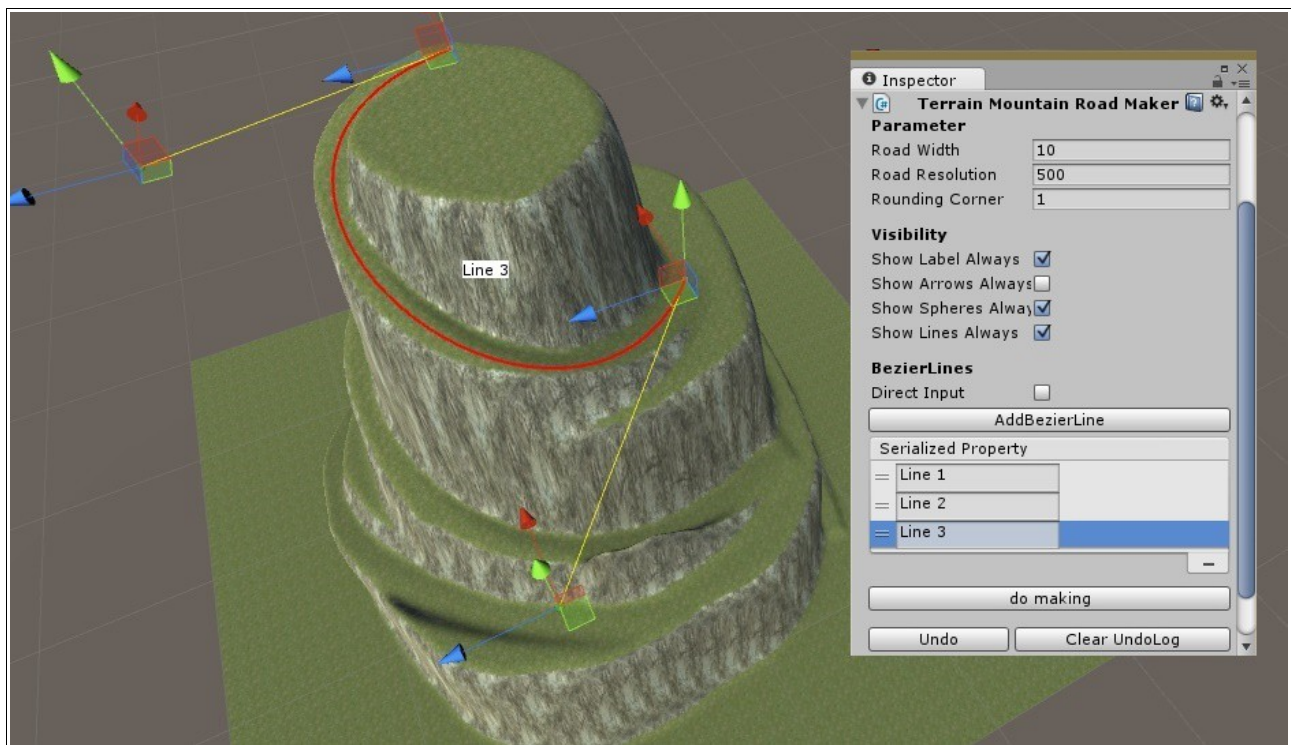 Line 3
Inspector
Terrain Mountain Road Maker
Parameter
Road Width 10
Road Resolution 500
Rounding Corner 1
Visibility
Show Label Always
Show Arrows Always
Show Spheres Alway
Show Lines Always
BezierLines
Direct Input
AddBezierLine
Serialized Property
Line 1
Line 2
Line 3
do making
Undo Clear UndoLog